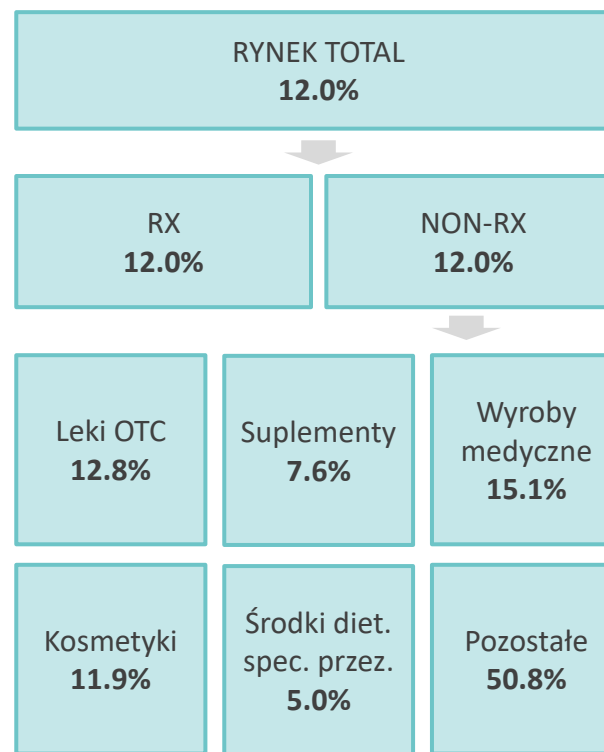 RYNEK TOTAL
12.0%
RX
12.0%
NON-RX
12.0%
Leki OTC
12.8%
Suplementy
7.6%
Wyroby
medyczne
15.1%
Kosmetyki
11.9%
Środki diet.
spec. przez.
5.0%
Pozostałe
50.8%